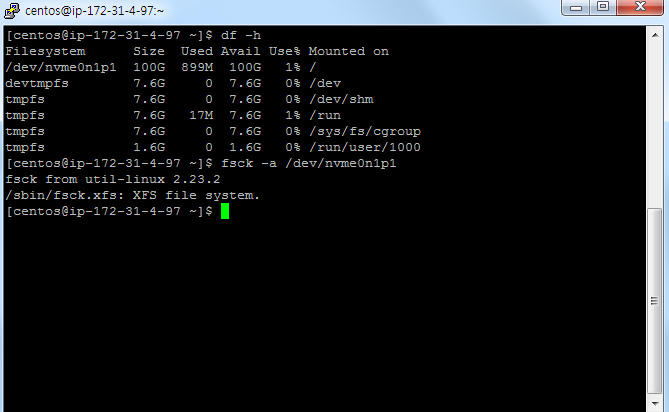 centos@ip-172-31-4-97:~
[centos@ip-172-31-4-97 ~]$ df -h
Filesystem      Size  Used Avail Use% Mounted on
/dev/nvme0n1p1  100G  899M  100G   1% /
devtmpfs        7.6G     0  7.6G   0% /dev
tmpfs           7.6G     0  7.6G   0% /dev/shm
tmpfs           7.6G   17M  7.6G   1% /run
tmpfs           7.6G     0  7.6G   0% /sys/fs/cgroup
tmpfs           1.6G     0  1.6G   0% /run/user/1000
[centos@ip-172-31-4-97 ~]$ fsck -a /dev/nvme0n1p1
fsck from util-linux 2.23.2
/sbin/fsck.xfs: XFS file system.
[centos@ip-172-31-4-97 ~]$